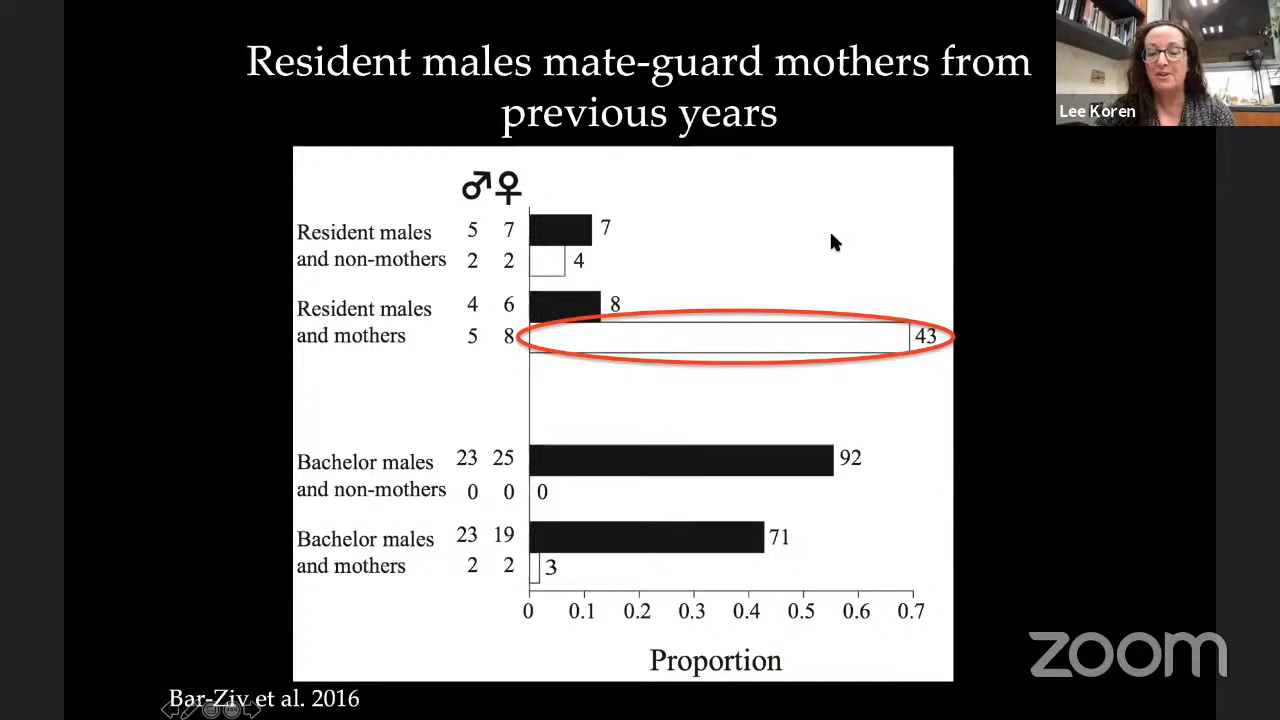 Resident males mate-guard mothers from
previous years
Lee Koren
♂♀
Resident males 5 7 7
and non-mothers 2 2 4
Resident males 4 6 8
and mothers 5 8 43
Bachelor males 23 25 92
and non-mothers 0 0 0
Bachelor males 23 19 71
and mothers 2 2 3
0 0.1 0.2 0.3 0.4 0.5 0.6 0.7
Proportion
Bar-Ziv et al. 2016
zoom